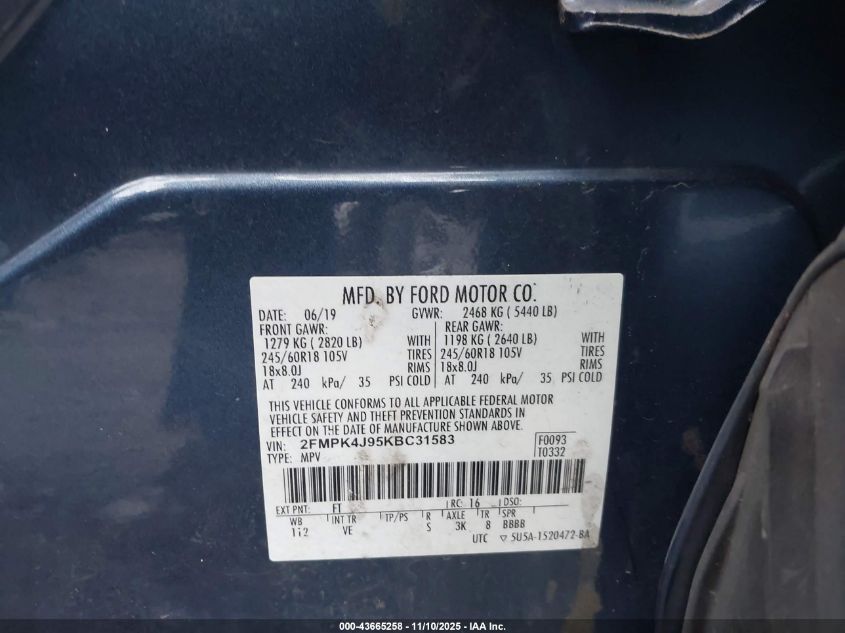 MFD. BY FORD MOTOR CO.
DATE: 06/19 GVWR: 2468 KG ( 5440 LB)
FRONT GAWR: REAR GAWR:
1279 KG ( 2820 LB) WITH 1198 KG ( 2640 LB) WITH
245/60R18 105V TIRES 245/60R18 105V TIRES
18x8.0J RIMS 18x8.0J RIMS
AT 240 kPa/ 35 PSI COLD AT 240 kPa/ 35 PSI COLD
THIS VEHICLE CONFORMS TO ALL APPLICABLE FEDERAL MOTOR
VEHICLE SAFETY AND THEFT PREVENTION STANDARDS IN
EFFECT ON THE DATE OF MANUFACTURE SHOWN ABOVE.
VIN: 2FMPK4J95KBC31583 F0093
TYPE: MPV T0332
EXT PNT: FT RC: 16 DSO:
WB INT TR TP/PS R AXLE TR SPR
112 VE S 3K 8 BBBB
UTC ▽ 5U5A-1520472-BA
000-43665258 - 11/10/2025 - IAA Inc.